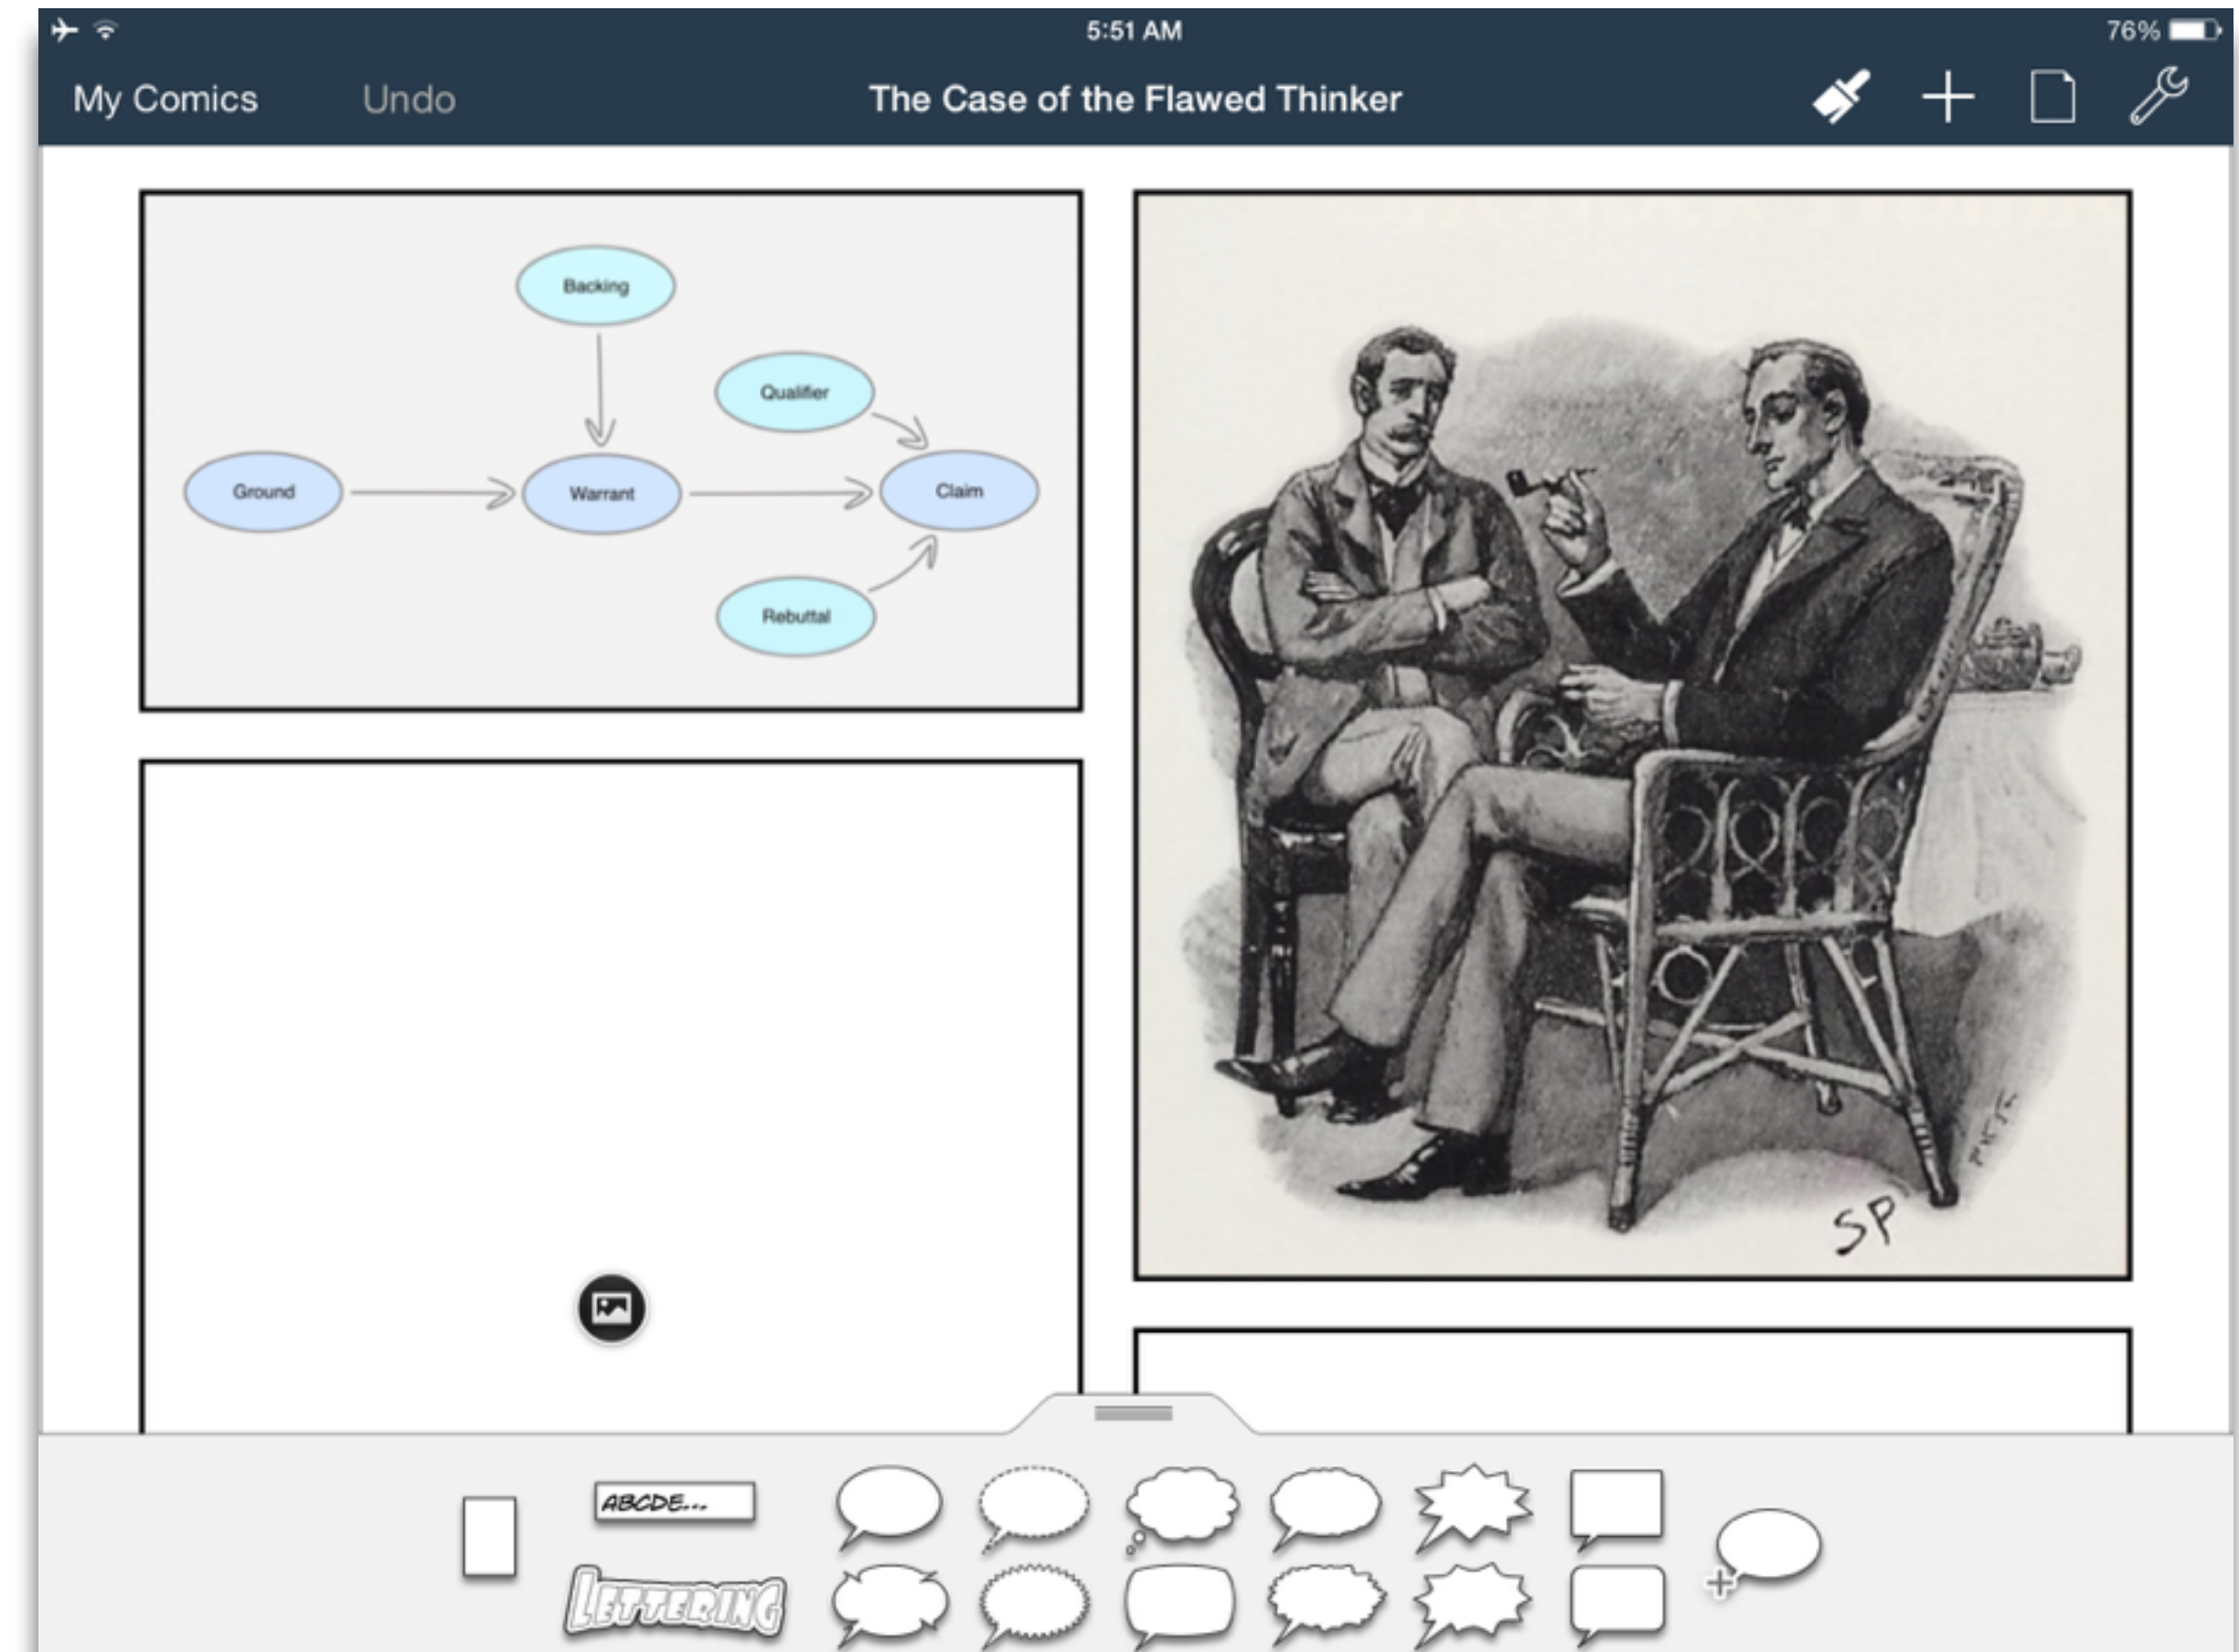 5:51 AM
76%
My Comics
Undo
The Case of the Flawed Thinker
Backing
Qualifier
Ground
Warrant
Claim
Rebuttal
SP
ABCDE...
LETTERING